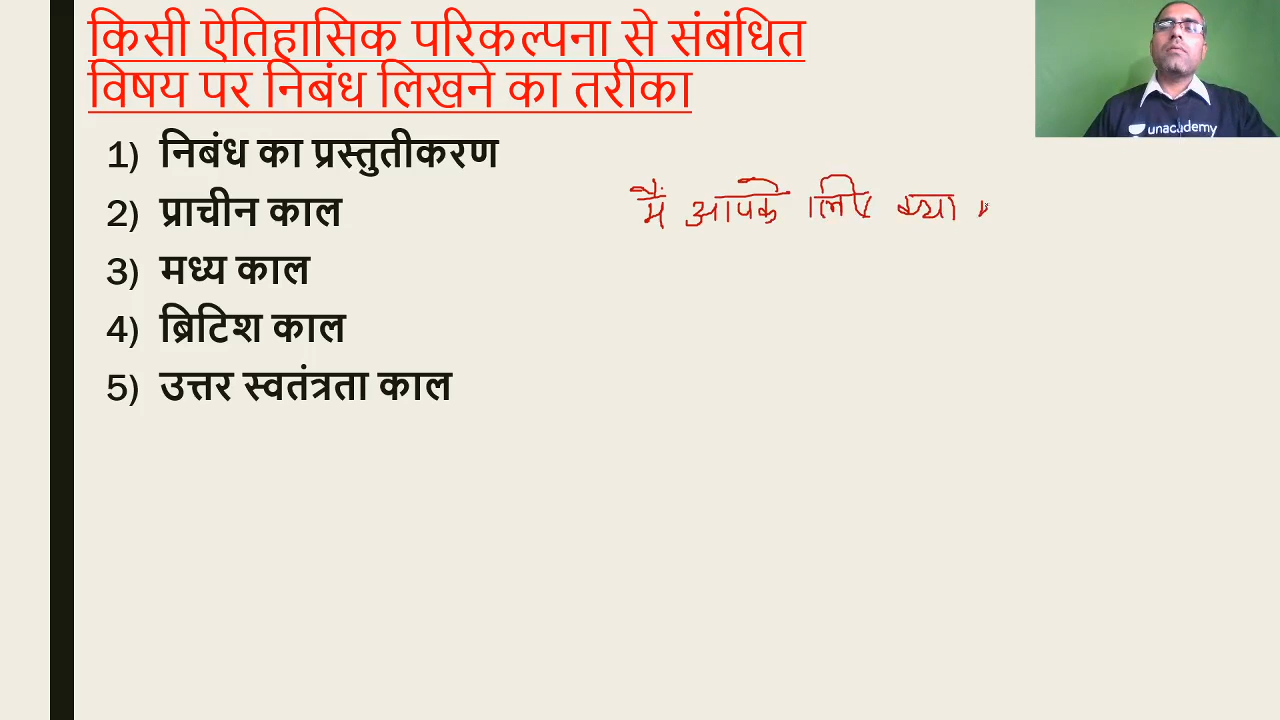 किसी ऐतिहासिक परिकल्पना से संबंधित
विषय पर निबंध लिखने का तरीका
1) निबंध का प्रस्तुतीकरण
2) प्राचीन काल
3) मध्य काल
4) ब्रिटिश काल
5) उत्तर स्वतंत्रता काल
मैं आपके लिए क्या
unacademy